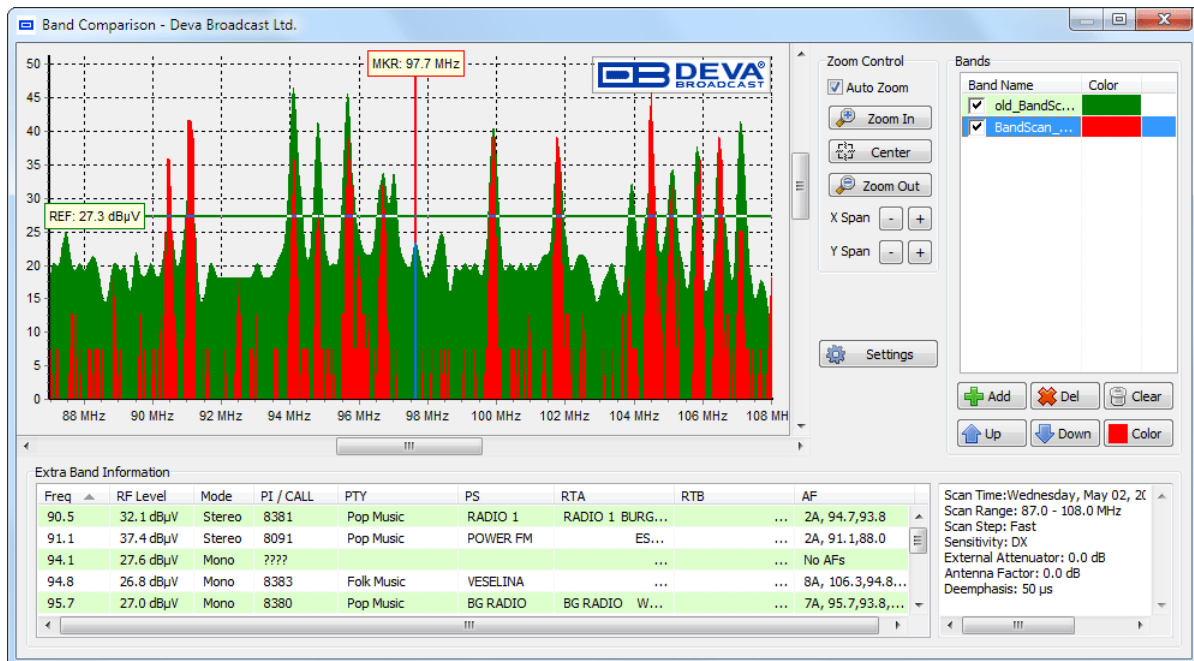 Band Comparison - Deva Broadcast Ltd.
50
45
40
35
30
25
20
15
10
5
0
MKR: 97.7 MHz
REF: 27.3 dBµV
DB DEVA®
BROADCAST
88 MHz 90 MHz 92 MHz 94 MHz 96 MHz 98 MHz 100 MHz 102 MHz 104 MHz 106 MHz 108 MH
Zoom Control
Auto Zoom
Zoom In
Center
Zoom Out
X Span - +
Y Span - +
Settings
Bands
Band Name Color
old_BandSc...
BandScan_...
Add Del Clear
Up Down Color
Extra Band Information
Freq RF Level Mode PI / CALL PTY PS RTA RTB AF
90.5 32.1 dBµV Stereo 8381 Pop Music RADIO 1 RADIO 1 BURG... ... 2A, 94.7,93.8
91.1 37.4 dBµV Stereo 8091 Pop Music POWER FM ES... ... 2A, 91.1,88.0
94.1 27.6 dBµV Mono ???? ... ... No AFs
94.8 26.8 dBµV Mono 8383 Folk Music VESELINA ... ... 8A, 106.3,94.8...
95.7 27.0 dBµV Mono 8380 Pop Music BG RADIO BG RADIO W... ... 7A, 95.7,93.8,...
Scan Time:Wednesday, May 02, 20
Scan Range: 87.0 - 108.0 MHz
Scan Step: Fast
Sensitivity: DX
External Attenuator: 0.0 dB
Antenna Factor: 0.0 dB
Deemphasis: 50 µs